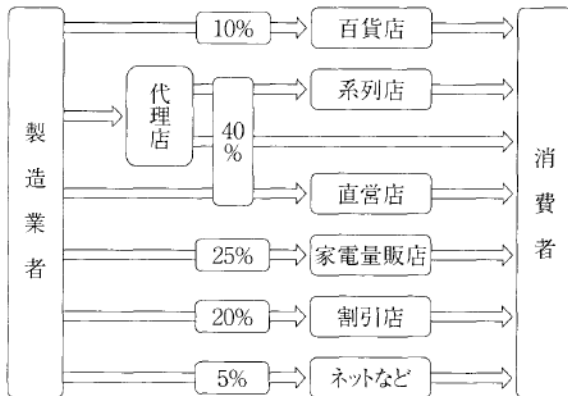 製造業者
10%
百貨店
代理店
40%
系列店
直営店
25%
家電量販店
20%
割引店
5%
ネットなど
消費者